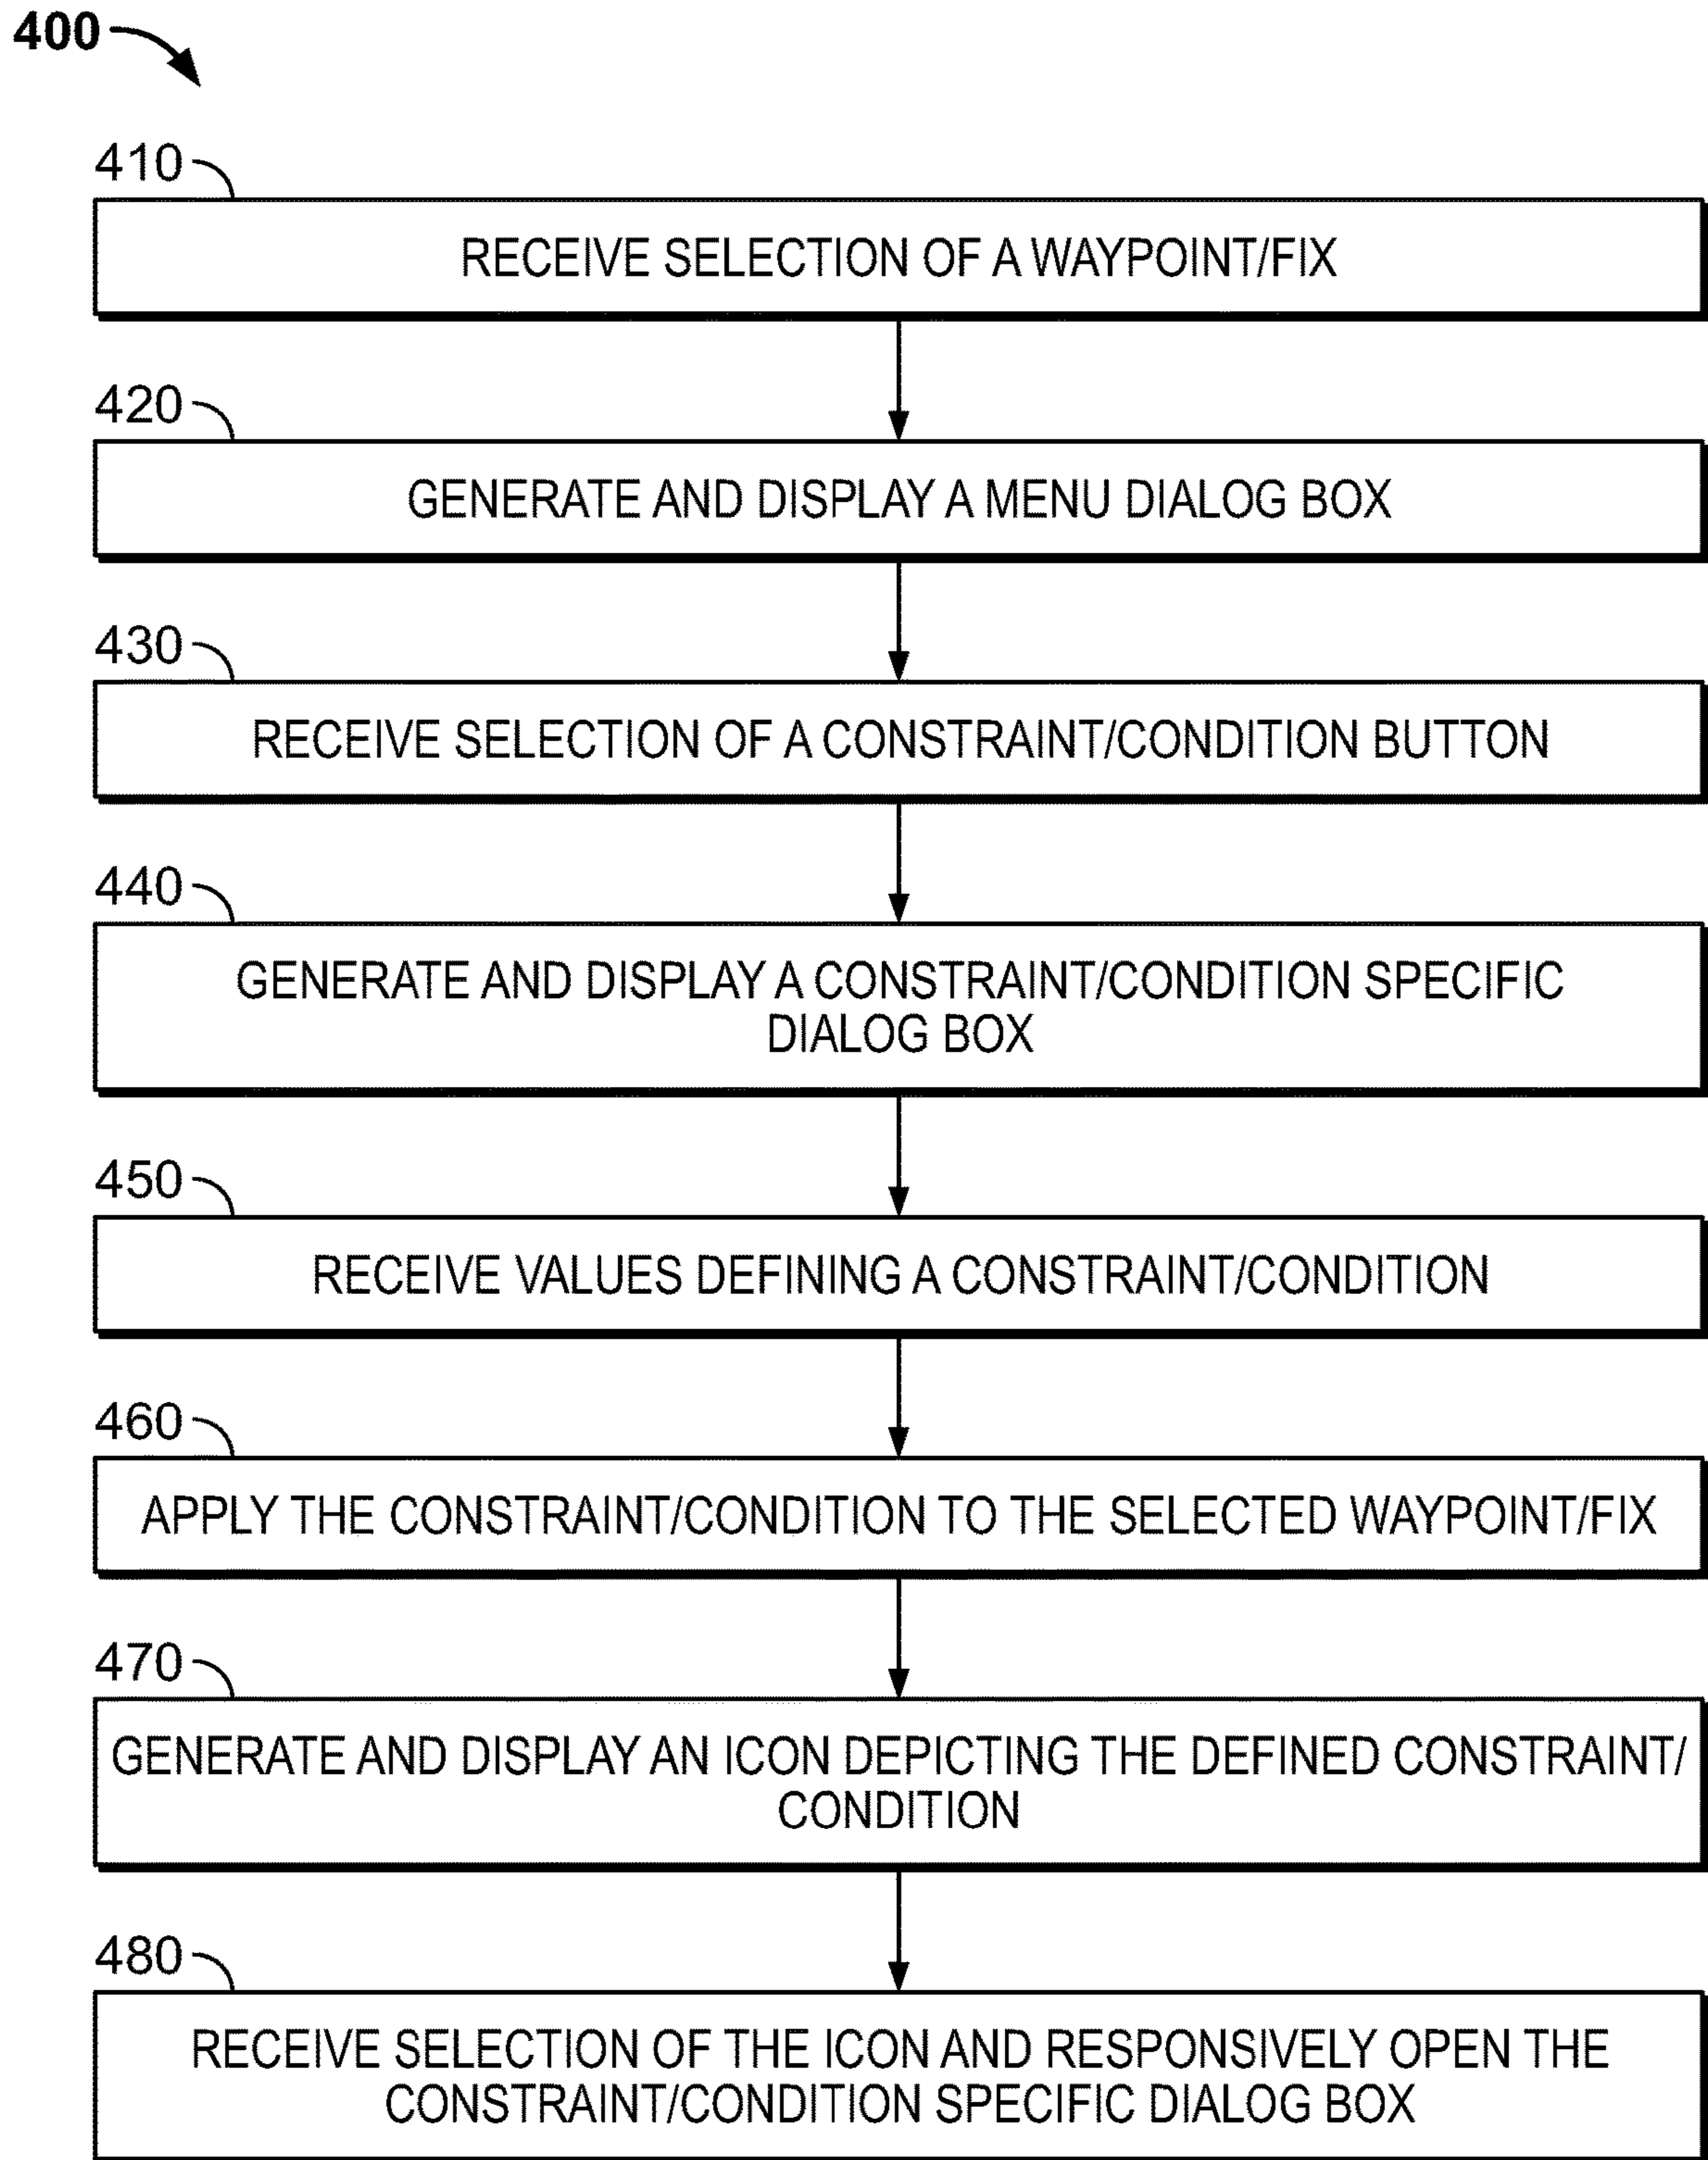 400
410
RECEIVE SELECTION OF A WAYPOINT/FIX
420
GENERATE AND DISPLAY A MENU DIALOG BOX
430
RECEIVE SELECTION OF A CONSTRAINT/CONDITION BUTTON
440
GENERATE AND DISPLAY A CONSTRAINT/CONDITION SPECIFIC
DIALOG BOX
450
RECEIVE VALUES DEFINING A CONSTRAINT/CONDITION
460
APPLY THE CONSTRAINT/CONDITION TO THE SELECTED WAYPOINT/FIX
470
GENERATE AND DISPLAY AN ICON DEPICTING THE DEFINED CONSTRAINT/
CONDITION
480
RECEIVE SELECTION OF THE ICON AND RESPONSIVELY OPEN THE
CONSTRAINT/CONDITION SPECIFIC DIALOG BOX